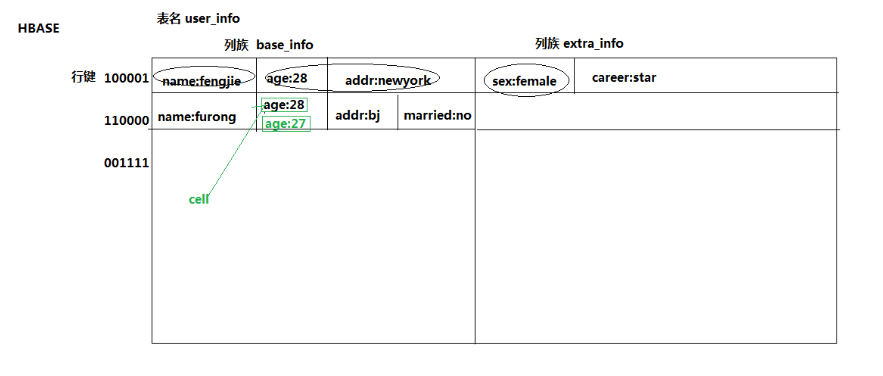 表名 user_info
HBASE
列族 base_info
列族 extra_info
行键 100001 name:fengjie age:28 addr:newyork sex:female career:star
age:28
110000 name:furong addr:bj married:no
age:27
001111
cell